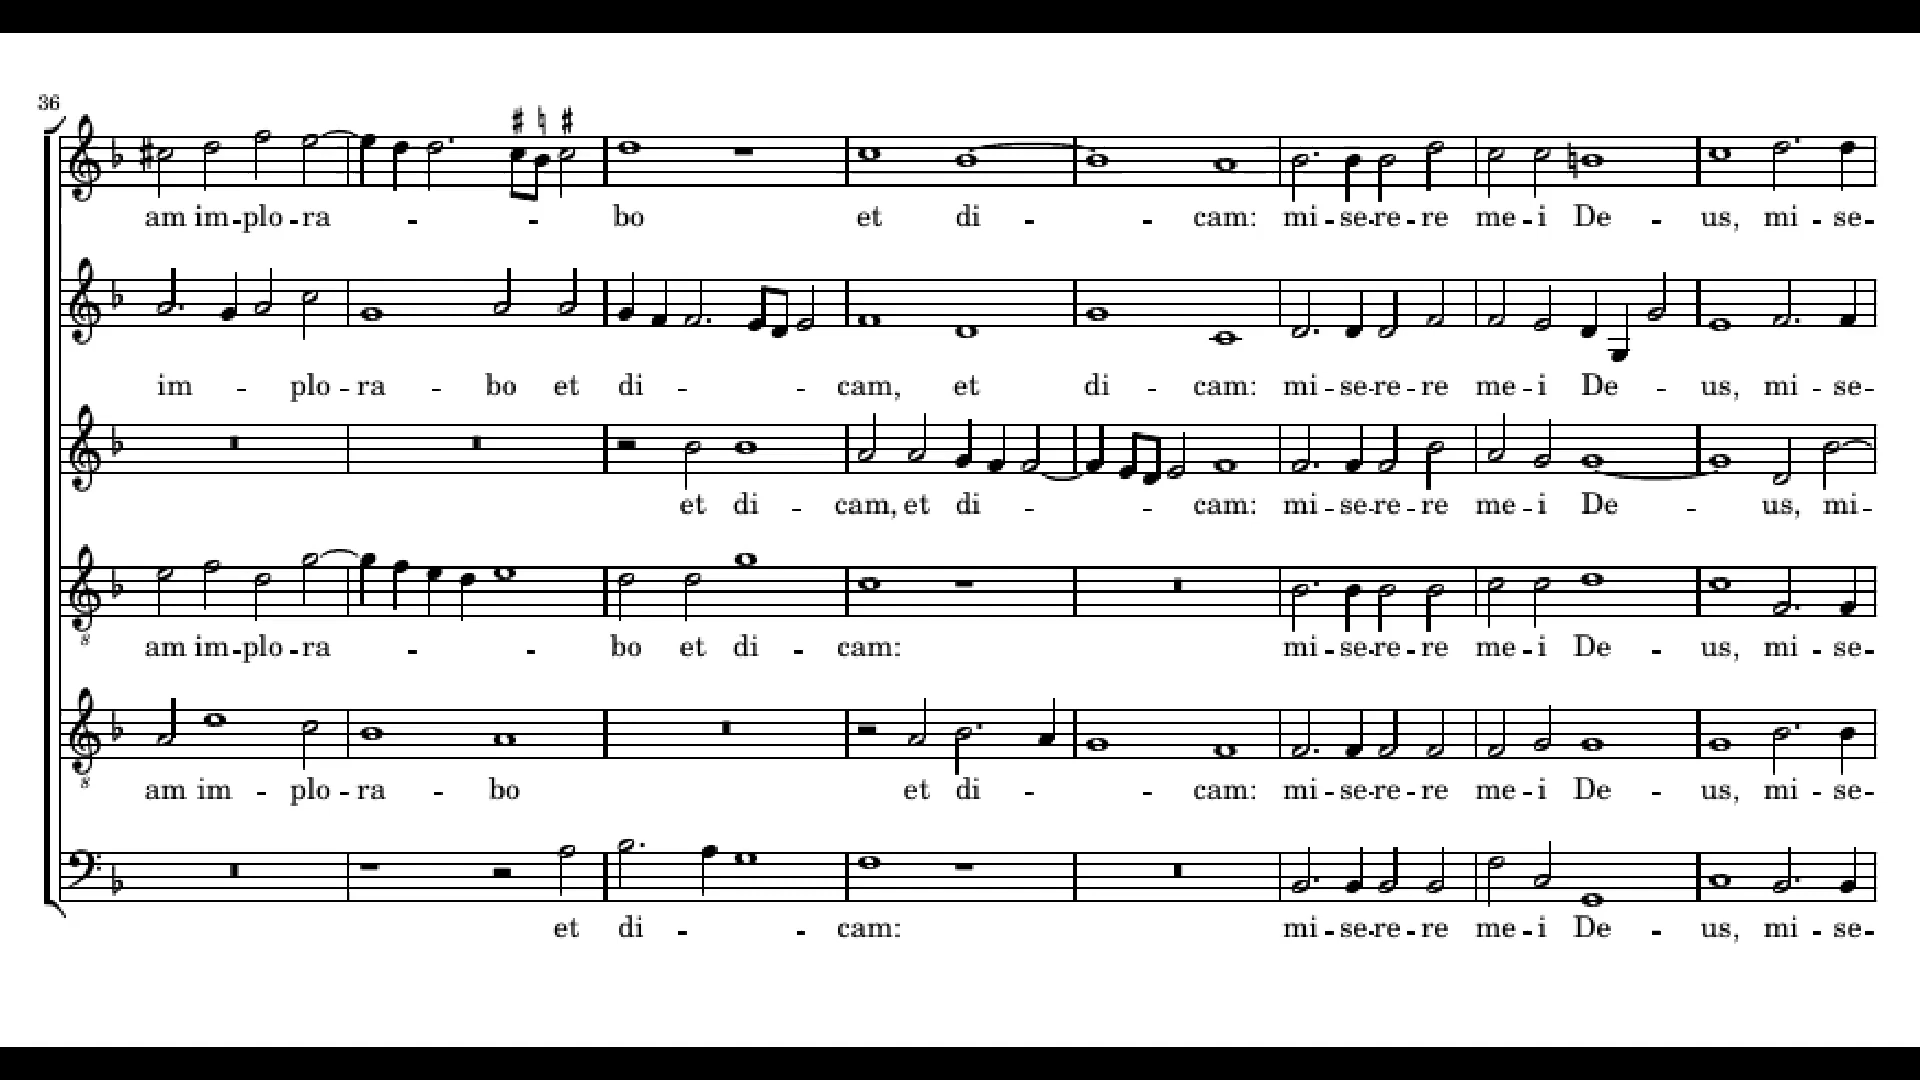 36
am im-plo-ra - - bo et di - - cam: mi-se-re-re me-i De - us, mi - se-
im - plo-ra - bo et di - - cam, et di - cam: mi-se-re-re me-i De - us, mi - se-
et di - cam, et di - - cam: mi-se-re-re me-i De - us, mi-
8
am im-plo-ra - - bo et di - cam: mi-se-re-re me-i De - us, mi - se-
8
am im - plo-ra - bo et di - - cam: mi-se-re-re me-i De - us, mi - se-
et di - - cam: mi-se-re-re me-i De - us, mi - se-